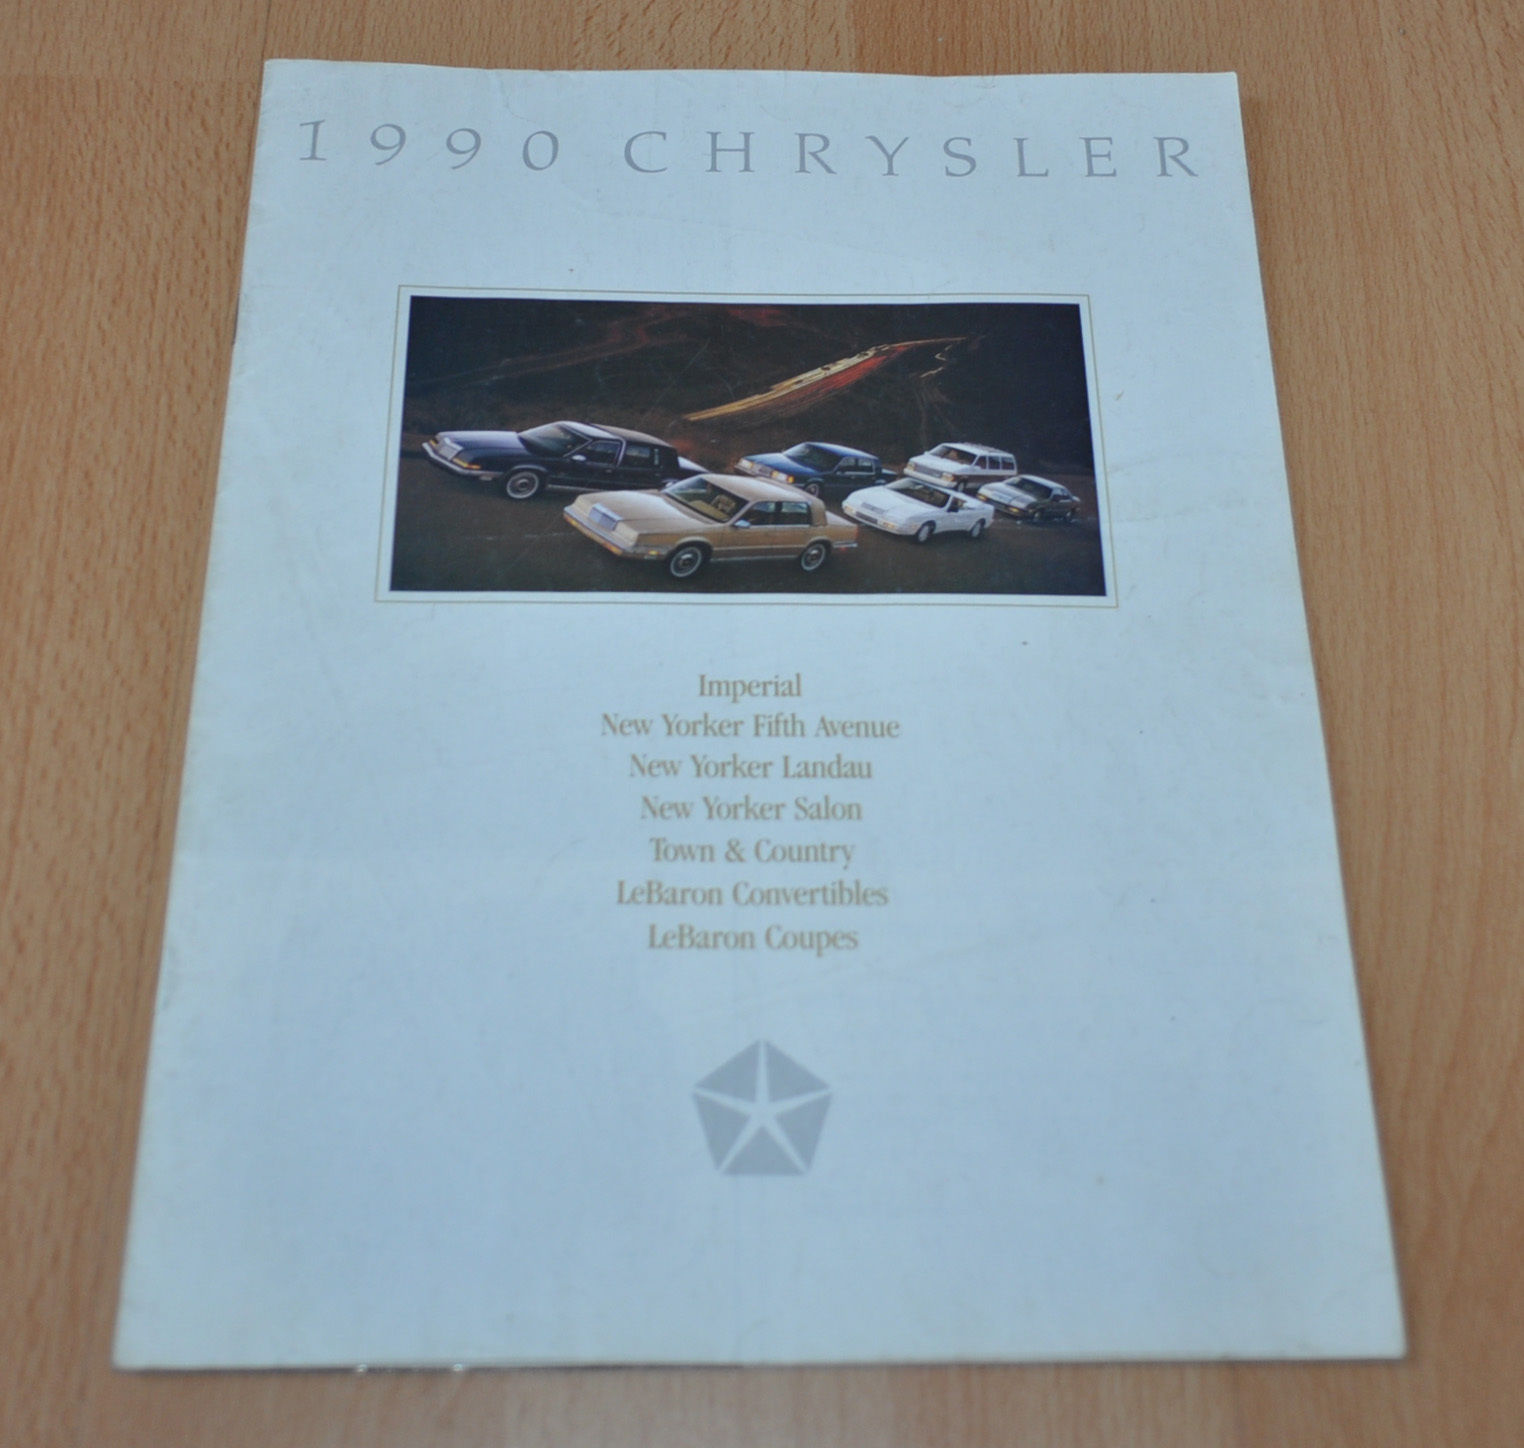 1990 CHRYSLER
Imperial
New Yorker Fifth Avenue
New Yorker Landau
New Yorker Salon
Town & Country
LeBaron Convertibles
LeBaron Coupes